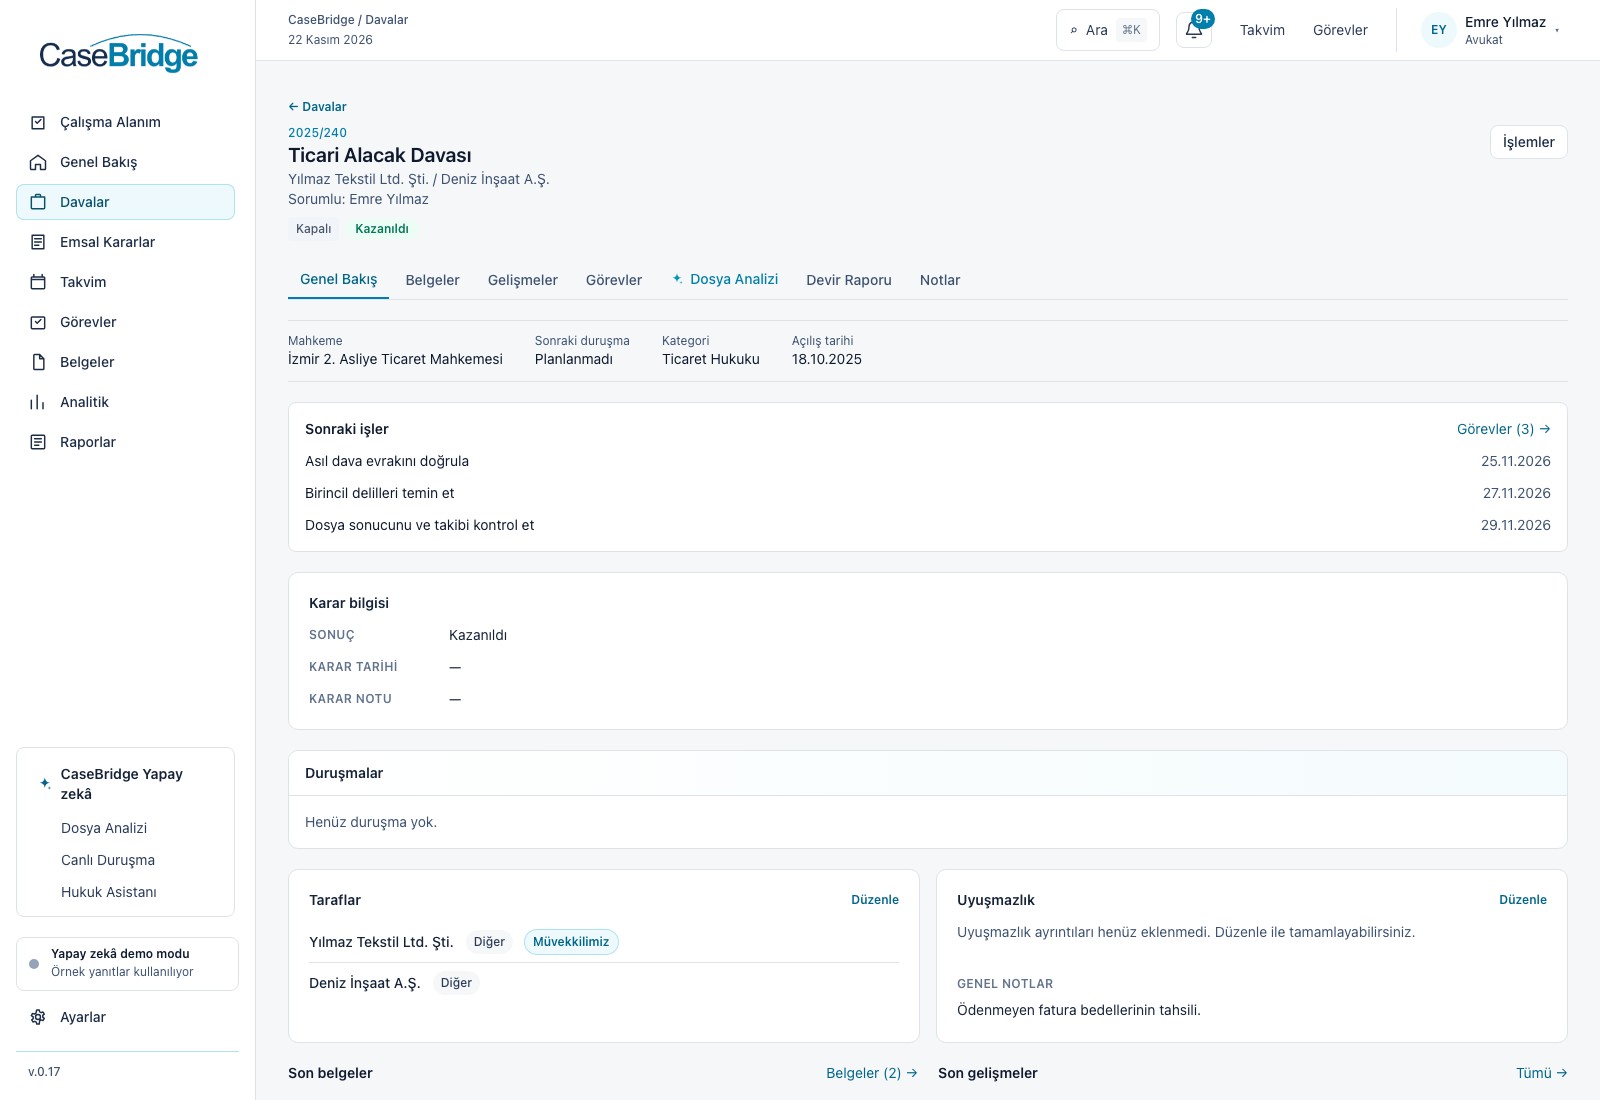 CaseBridge
Çalışma Alanım
Genel Bakış
Davalar
Emsal Kararlar
Takvim
Görevler
Belgeler
Analitik
Raporlar
CaseBridge Yapay
zekâ
Dosya Analizi
Canlı Duruşma
Hukuk Asistanı
Yapay zekâ demo modu
Örnek yanıtlar kullanılıyor
Ayarlar
v.0.17
CaseBridge / Davalar
22 Kasım 2026
Ara ⌘K
9+
Takvim
Görevler
EY
Emre Yılmaz
Avukat
← Davalar
2025/240
Ticari Alacak Davası
Yılmaz Tekstil Ltd. Şti. / Deniz İnşaat A.Ş.
Sorumlu: Emre Yılmaz
Kapalı Kazanıldı
İşlemler
Genel Bakış Belgeler Gelişmeler Görevler Dosya Analizi Devir Raporu Notlar
Mahkeme Sonraki duruşma Kategori Açılış tarihi
İzmir 2. Asliye Ticaret Mahkemesi Planlanmadı Ticaret Hukuku 18.10.2025
Sonraki işler Görevler (3) →
Asıl dava evrakını doğrula 25.11.2026
Birincil delilleri temin et 27.11.2026
Dosya sonucunu ve takibi kontrol et 29.11.2026
Karar bilgisi
SONUÇ Kazanıldı
KARAR TARİHİ —
KARAR NOTU —
Duruşmalar
Henüz duruşma yok.
Taraflar Düzenle
Yılmaz Tekstil Ltd. Şti. Diğer Müvekkilimiz
Deniz İnşaat A.Ş. Diğer
Uyuşmazlık Düzenle
Uyuşmazlık ayrıntıları henüz eklenmedi. Düzenle ile tamamlayabilirsiniz.
GENEL NOTLAR
Ödenmeyen fatura bedellerinin tahsili.
Son belgeler Belgeler (2) →
Son gelişmeler Tümü →